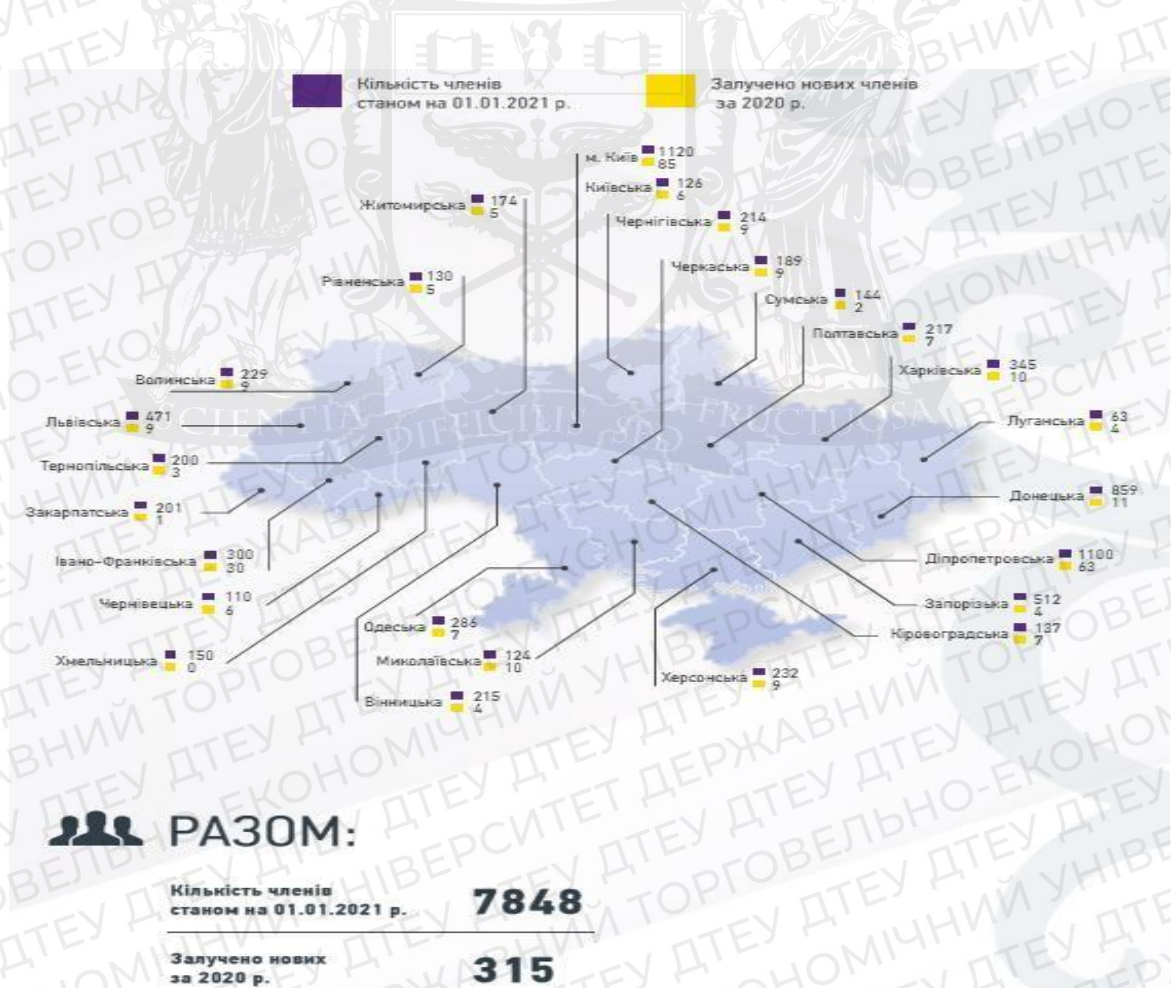 Кількість членів
станом на 01.01.2021 р.
Залучено нових членів
за 2020 р.
м. Київ 1120
85
Київська 126
6
Житомирська 174
5
Чернігівська 214
9
Черкаська 189
9
Рівненська 130
5
Сумська 144
2
Полтавська 217
7
Волинська 229
9
Харківська 345
10
Львівська 471
9
Луганська 63
4
Тернопільська 200
3
Донецька 859
11
Закарпатська 201
1
Івано-Франківська 300
30
Діпропетровська 1100
63
Чернівецька 110
6
Запорізька 512
4
Одеська 286
7
Кіровоградська 137
7
Хмельницька 150
0
Миколаївська 124
10
Херсонська 232
9
Вінницька 215
4
CIENTIA DIFFICILIS SED FRUCTUOSA
РАЗОМ:
Кількість членів
станом на 01.01.2021 р. 7848
Залучено нових
за 2020 р. 315